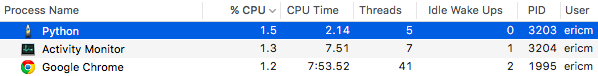 Process Name % CPU CPU Time Threads Idle Wake Ups PID User
Python 1.5 2.14 5 0 3203 ericm
Activity Monitor 1.3 7.51 7 1 3204 ericm
Google Chrome 1.2 7:53.52 41 2 1995 ericm